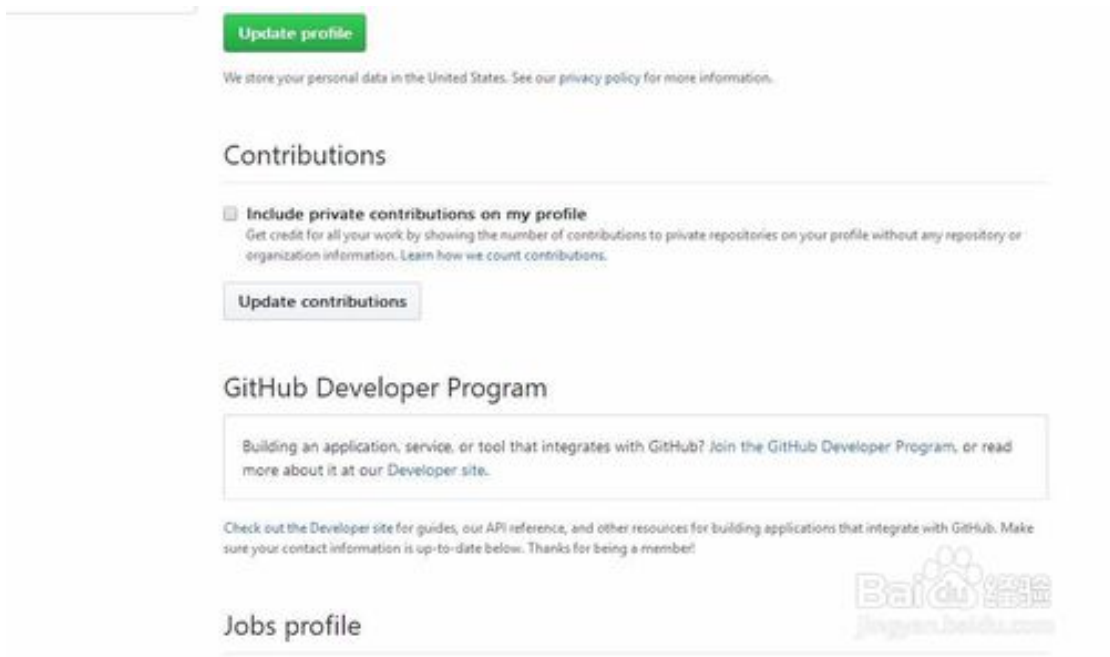 Update profile
We store your personal data in the United States. See our privacy policy for more information.
Contributions
Include private contributions on my profile
Get credit for all your work by showing the number of contributions to private repositories on your profile without any repository or
organization information. Learn how we count contributions.
Update contributions
GitHub Developer Program
Building an application, service, or tool that integrates with GitHub? Join the GitHub Developer Program, or read
more about it at our Developer site.
Check out the Developer site for guides, our API reference, and other resources for building applications that integrate with GitHub. Make
sure your contact information is up-to-date below. Thanks for being a member!
Baidu 经验
jingyan.baidu.com
Jobs profile